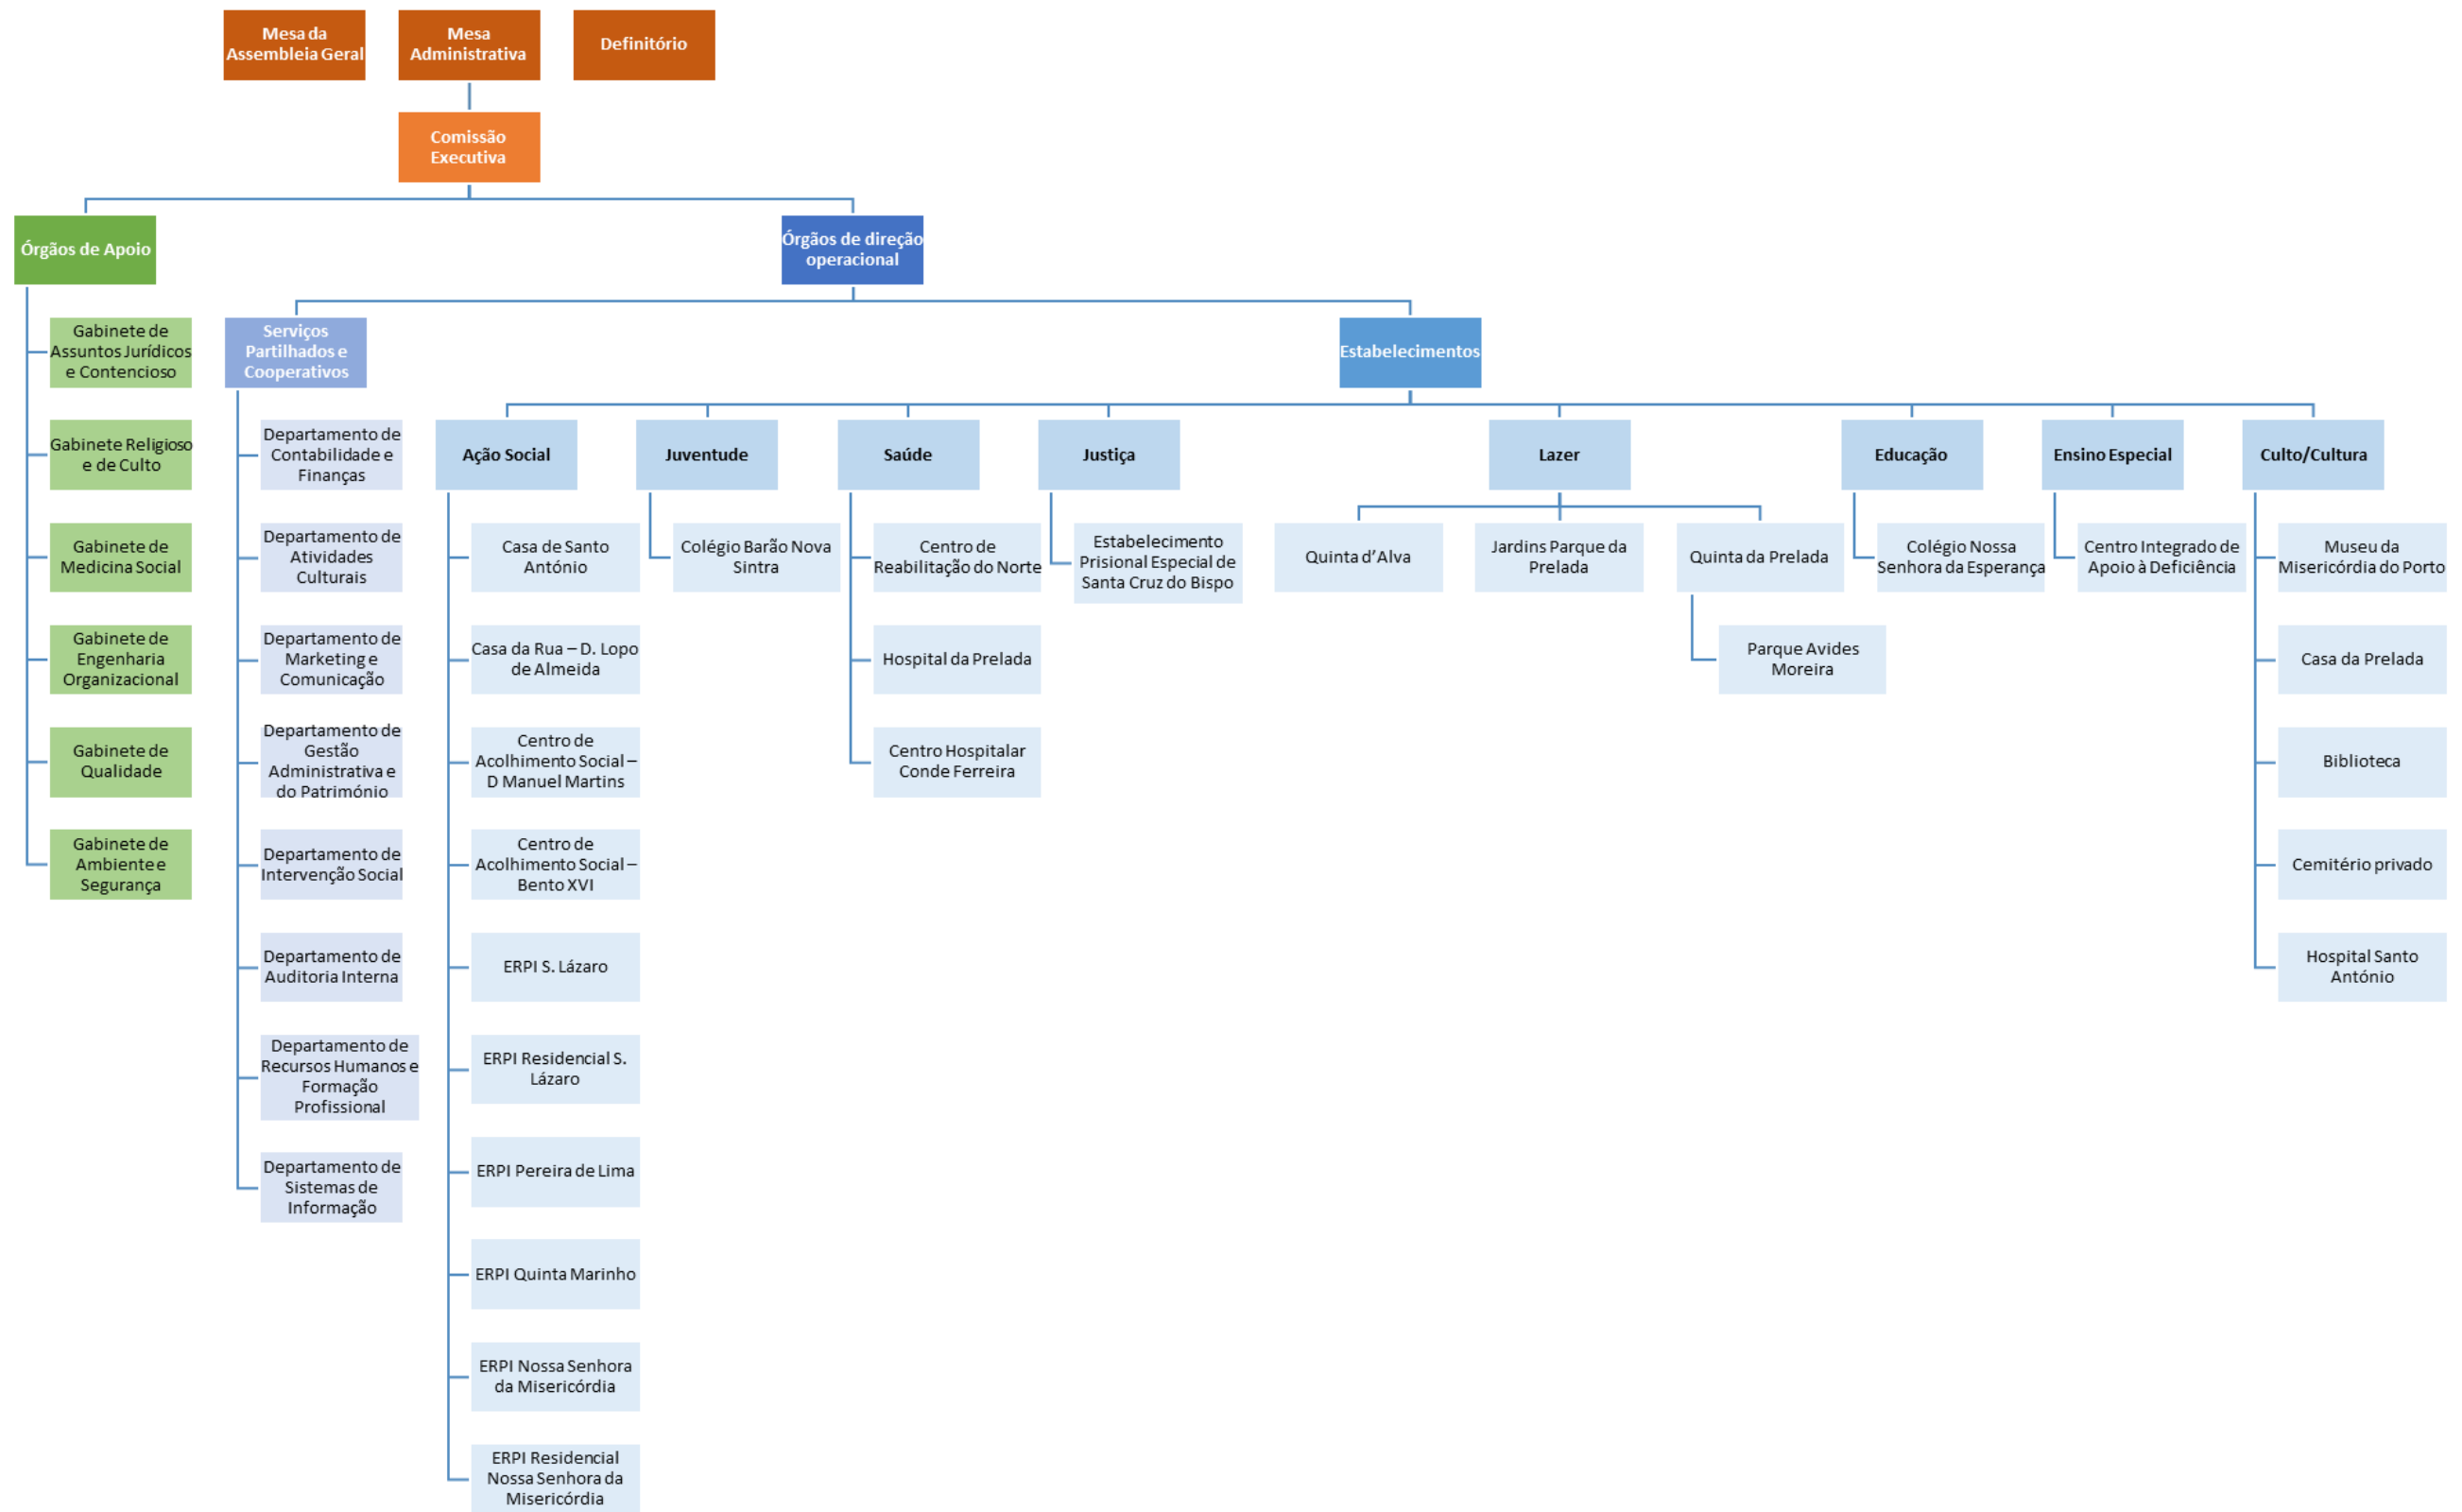 Mesa da
Assembleia Geral
Mesa
Administrativa
Definitório
Comissão
Executiva
Órgãos de Apoio
Órgãos de direção
operacional
Gabinete de
Assuntos Jurídicos
e Contencioso
Gabinete Religioso
e de Culto
Gabinete de
Medicina Social
Gabinete de
Engenharia
Organizacional
Gabinete de
Qualidade
Gabinete de
Ambiente e
Segurança
Serviços
Partilhados e
Cooperativos
Departamento de
Contabilidade e
Finanças
Departamento de
Atividades
Culturais
Departamento de
Marketing e
Comunicação
Departamento de
Gestão
Administrativa e
do Património
Departamento de
Intervenção Social
Departamento de
Auditoria Interna
Departamento de
Recursos Humanos e
Formação
Profissional
Departamento de
Sistemas de
Informação
Estabelecimentos
Ação Social
Casa de Santo
António
Casa da Rua – D. Lopo
de Almeida
Centro de
Acolhimento Social –
D Manuel Martins
Centro de
Acolhimento Social –
Bento XVI
ERPI S. Lázaro
ERPI Residencial S.
Lázaro
ERPI Pereira de Lima
ERPI Quinta Marinho
ERPI Nossa Senhora
da Misericórdia
ERPI Residencial
Nossa Senhora da
Misericórdia
Juventude
Colégio Barão Nova
Sintra
Saúde
Centro de
Reabilitação do Norte
Hospital da Prelada
Centro Hospitalar
Conde Ferreira
Justiça
Estabelecimento
Prisional Especial de
Santa Cruz do Bispo
Lazer
Quinta d’Alva
Jardins Parque da
Prelada
Quinta da Prelada
Parque Avides
Moreira
Educação
Colégio Nossa
Senhora da Esperança
Ensino Especial
Centro Integrado de
Apoio à Deficiência
Culto/Cultura
Museu da
Misericórdia do Porto
Casa da Prelada
Biblioteca
Cemitério privado
Hospital Santo
António